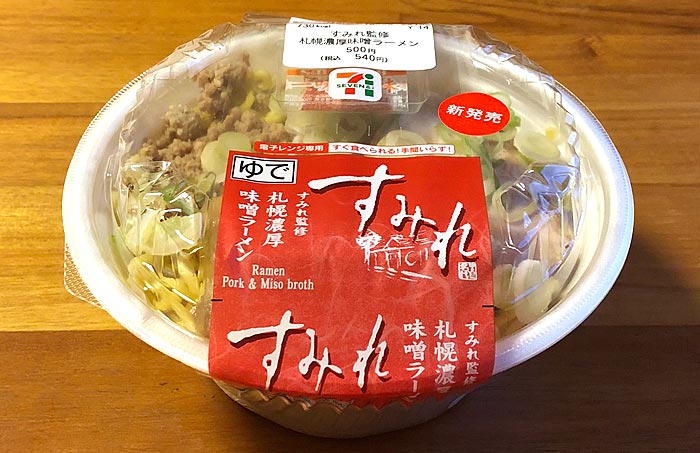 730kcal
すみれ監修
札幌濃厚味噌ラーメン
500円
(税込 540円)
7
SEVEN&i
新発売
電子レンジ専用 すぐ食べられる!手間いらず!
ゆで
すみれ
すみれ監修
札幌濃厚
味噌ラーメン
Ramen
Pork & Miso broth
すみれ
すみれ監修
札幌濃厚
味噌ラーメン